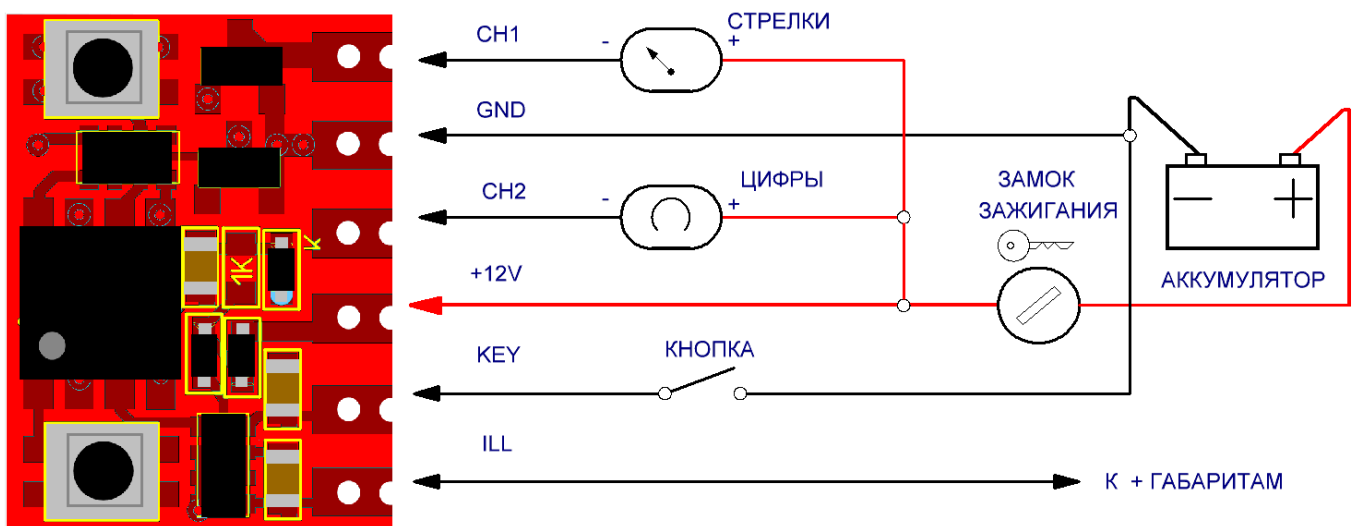 СТРЕЛКИ
CH1
- +
GND
ЦИФРЫ
CH2
- +
ЗАМОК
ЗАЖИГАНИЯ
АККУМУЛЯТОР
+12V
KEY
КНОПКА
ILL
К + ГАБАРИТАМ
1K
K